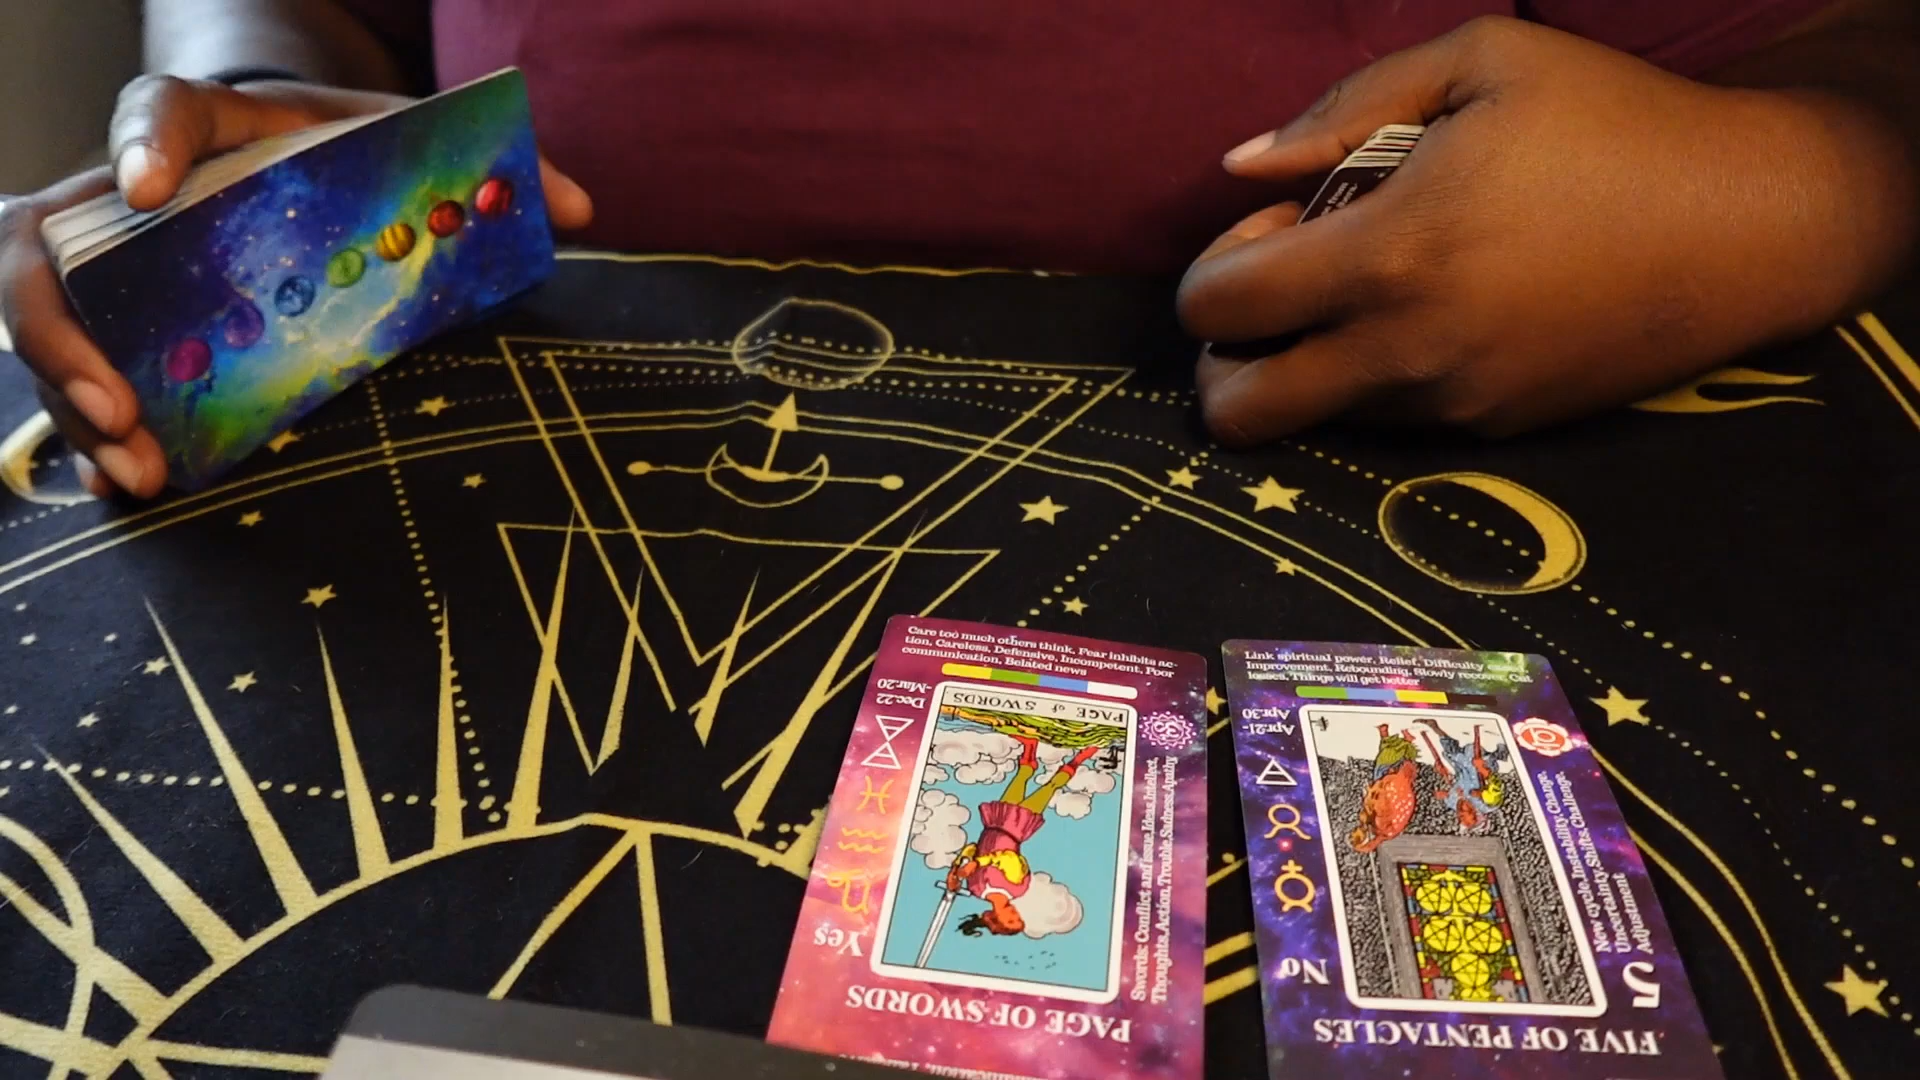 Care too much others think, Fear inhibits ac-
tion, Careless, Defensive, Incompetent, Poor
communication, Belated news
Dec.22
-Mar.20
PAGE of SWORDS
Swords: Conflict and issue, Ideas, Intellect,
Thoughts, Action, Trouble, Sadness, Apathy
Yes
PAGE OF SWORDS
Link spiritual power, Relief, Difficulty
Improvement, Rebounding, Slowly recover, Cut
losses, Things will get better
Apr.21-
Apr.30
New cycle, Instability, Change,
Uncertainty, Shifts, Challenge,
Adjustment
5
No
FIVE OF PENTACLES
from